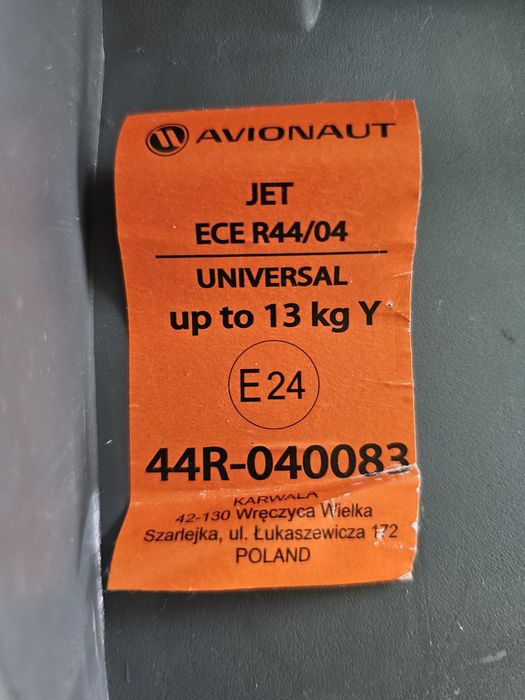 AVIONAUT
JET
ECE R44/04
UNIVERSAL
up to 13 kg Y
E 24
44R-040083
KARWALA
42-130 Wręczyca Wielka
Szarlejka, ul. Łukaszewicza 172
POLAND